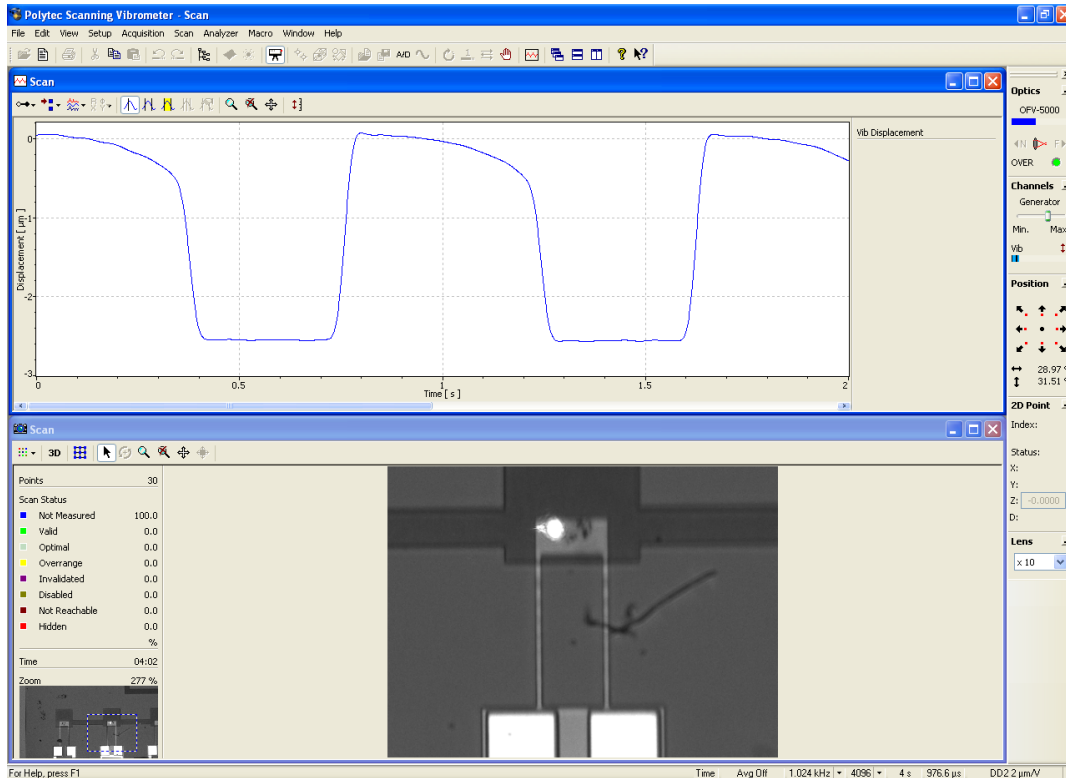 Polytec Scanning Vibrometer - Scan
File Edit View Setup Acquisition Scan Analyzer Macro Window Help
A/D
Scan
Vib Displacement
0
-1
-2
-3
Displacement [ µm ]
0 0.5 1 1.5 2
Time [ s ]
Optics
OFV-5000
N F
OVER
Channels
Generator
Min. Max
Vib
Position
28.97
31.51
2D Point
Index:
Status:
X:
Y:
Z: -0.0000
D:
Lens
x 10
Scan
3D
Points 30
Scan Status
Not Measured 100.0
Valid 0.0
Optimal 0.0
Overrange 0.0
Invalidated 0.0
Disabled 0.0
Not Reachable 0.0
Hidden 0.0
%
Time 04:02
Zoom 277 %
For Help, press F1 Time Avg Off 1.024 kHz 4096 4 s 976.6 µs DD2 2 µm/V